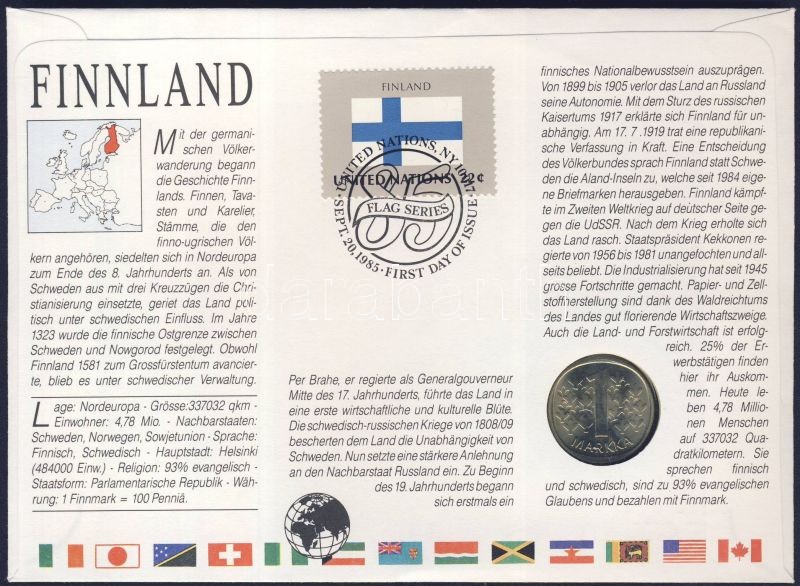 FINNLAND
Mit der germani-
schen Völker-
wanderung begann
die Geschichte Finn-
lands. Finnen, Tava-
sten und Karelier,
Stämme, die den
finno-ugrischen Völ-
kern angehören, siedelten sich in Nordeuropa
zum Ende des 8. Jahrhunderts an. Als von
Schweden aus mit drei Kreuzzügen die Chri-
stianisierung einsetzte, geriet das Land poli-
tisch unter schwedischen Einfluss. Im Jahre
1323 wurde die finnische Ostgrenze zwischen
Schweden und Nowgorod festgelegt. Obwohl
Finnland 1581 zum Grossfürstentum avancier-
te, blieb es unter schwedischer Verwaltung.
Lage: Nordeuropa - Grösse:337032 qkm -
Einwohner: 4,78 Mio. - Nachbarstaaten:
Schweden, Norwegen, Sowjetunion - Sprache:
Finnisch, Schwedisch - Hauptstadt: Helsinki
(484000 Einw.) - Religion: 93% evangelisch -
Staatsform: Parlamentarische Republik - Wäh-
rung: 1 Finnmark = 100 Penniä.
FINLAND
UNITED NATIONS 22¢
UNITED NATIONS, NY 10017
FLAG SERIES
85
SEPT. 20, 1985 · FIRST DAY OF ISSUE
darabanth
Per Brahe, er regierte als Generalgouverneur
Mitte des 17. Jahrhunderts, führte das Land in
eine erste wirtschaftliche und kulturelle Blüte.
Die schwedisch-russischen Kriege von 1808/09
bescherten dem Land die Unabhängigkeit von
Schweden. Nun setzte eine stärkere Anlehnung
an den Nachbarstaat Russland ein. Zu Beginn
des 19. Jahrhunderts begann
sich erstmals ein
finnisches Nationalbewusstsein auszuprägen.
Von 1899 bis 1905 verlor das Land an Russland
seine Autonomie. Mit dem Sturz des russischen
Kaisertums 1917 erklärte sich Finnland für un-
abhängig. Am 17. 7. 1919 trat eine republikani-
sche Verfassung in Kraft. Eine Entscheidung
des Völkerbundes sprach Finnland statt Schwe-
den die Aland-Inseln zu, welche seit 1984 eige-
ne Briefmarken herausgeben. Finnland kämpf-
te im Zweiten Weltkrieg auf deutscher Seite ge-
gen die UdSSR. Nach dem Krieg erholte sich
das Land rasch. Staatspräsident Kekkonen re-
gierte von 1956 bis 1981 unangefochten und all-
seits beliebt. Die Industrialisierung hat seit 1945
grosse Fortschritte gemacht. Papier- und Zell-
stoffherstellung sind dank des Waldreichtums
des Landes gut florierende Wirtschaftszweige.
Auch die Land- und Forstwirtschaft ist erfolg-
reich. 25% der Er-
werbstätigen finden
hier ihr Auskom-
men. Heute le-
ben 4,78 Millio-
nen Menschen
auf 337032 Qua-
dratkilometern. Sie
sprechen finnisch
und schwedisch, sind zu 93% evangelischen
Glaubens und bezahlen mit Finnmark.
1
MARKKA